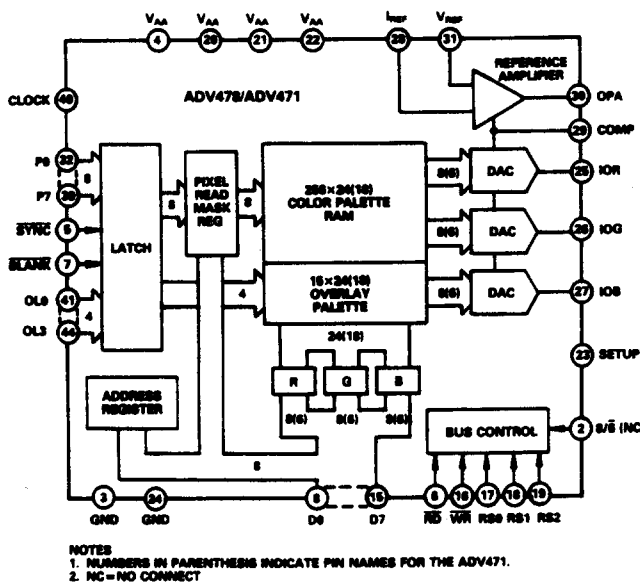 VAA VAA VAA VAA IREF VREF
4 20 21 22 28 31
REFERENCE
AMPLIFIER
ADV478/ADV471
CLOCK 40
30 OPA
29 COMP
P0 32
8
P7 39
SYNC 5
BLANK 7
OL0 41
4
OL3 44
LATCH
8
PIXEL
READ
MASK
REG
8
4
256×24(18)
COLOR PALETTE
RAM
16×24(18)
OVERLAY
PALETTE
8(6) DAC 25 IOR
8(6) DAC 26 IOG
8(6) DAC 27 IOB
23 SETUP
24(18)
R G B
8(6) 8(6) 8(6)
ADDRESS
REGISTER
8
BUS CONTROL
2 8/6 (NC
3 24 8 15 6 16 17 18 19
GND GND D0 D7 RD WR RS0 RS1 RS2
NOTES
1. NUMBERS IN PARENTHESIS INDICATE PIN NAMES FOR THE ADV471.
2. NC=NO CONNECT